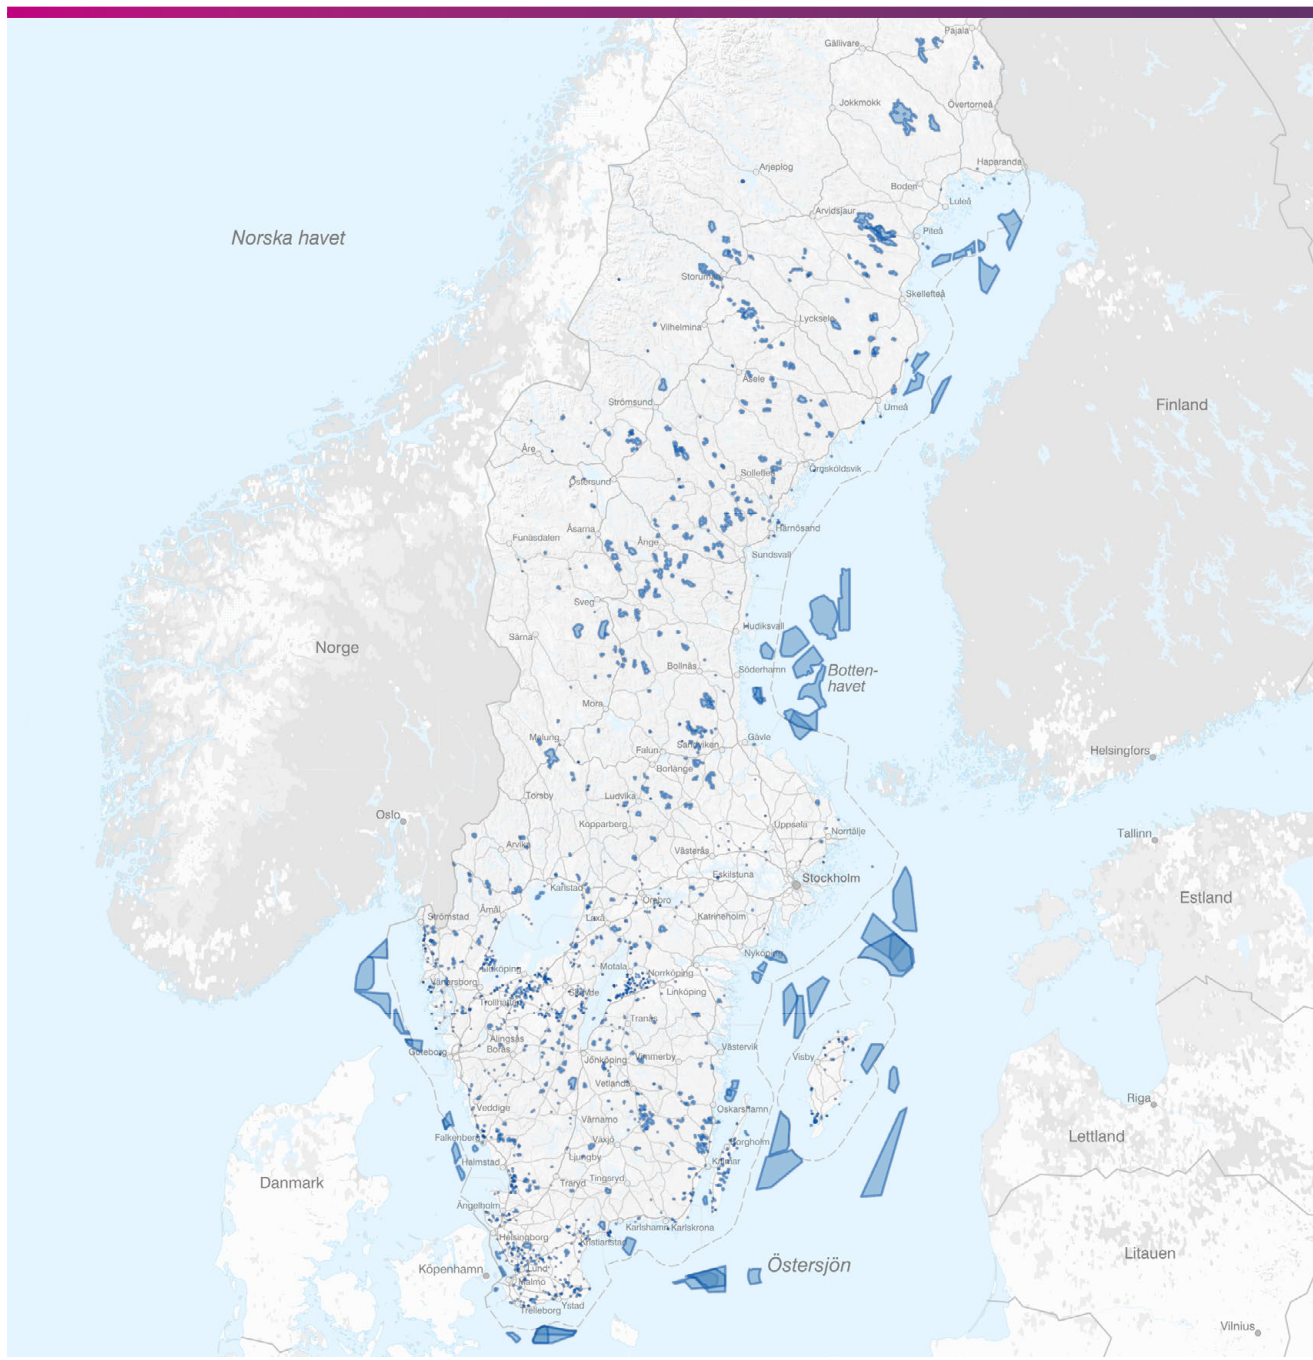 Pajala
Gällivare
Jokkmokk
Övertorneå
Haparanda
Arjeplog
Boden
Luleå
Arvidsjaur
Piteå
Norska havet
Storuman
Skellefteå
Lycksele
Vilhelmina
Åsele
Strömsund
Umeå
Finland
Åre
Örnsköldsvik
Sollefteå
Östersund
Åsarna
Härnösand
Funäsdalen
Ånge
Sundsvall
Sveg
Hudiksvall
Särna
Norge
Bollnäs
Söderhamn
Botten-
havet
Mora
Malung
Gävle
Falun
Sandviken
Helsingfors
Borlänge
Torsby
Ludvika
Oslo
Kopparberg
Uppsala
Norrtälje
Tallinn
Arvika
Västerås
Eskilstuna
Stockholm
Karlstad
Örebro
Estland
Åmål
Strömstad
Laxå
Katrineholm
Nyköping
Lidköping
Motala
Norrköping
Vänersborg
Skövde
Linköping
Trollhättan
Tranås
Alingsås
Västervik
Göteborg
Borås
Jönköping
Vimmerby
Visby
Vetlanda
Riga
Veddige
Oskarshamn
Värnamo
Falkenberg
Växjö
Borgholm
Lettland
Halmstad
Ljungby
Kalmar
Danmark
Traryd
Tingsryd
Ängelholm
Karlshamn
Karlskrona
Helsingborg
Kristianstad
Litauen
Köpenhamn
Lund
Östersjön
Malmö
Ystad
Trelleborg
Vilnius